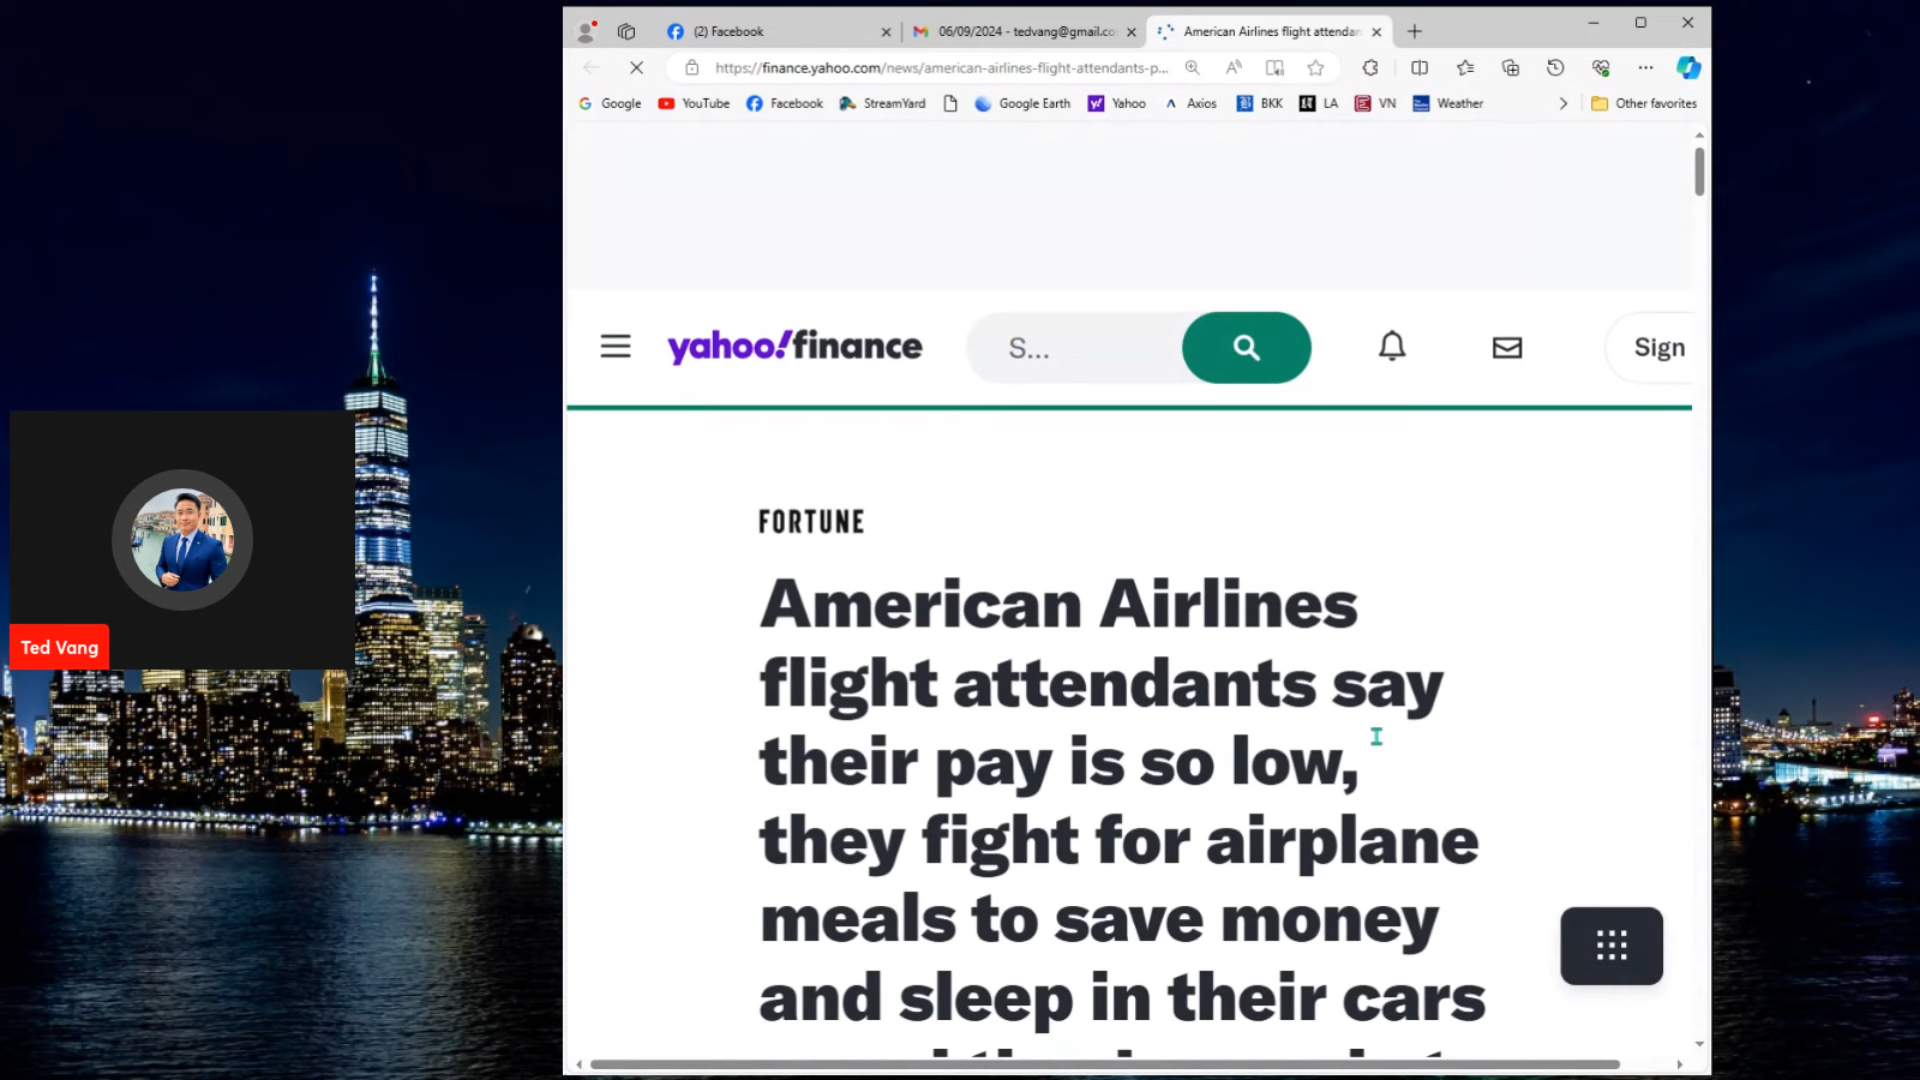 (2) Facebook
06/09/2024 - tedvang@gmail.co
American Airlines flight attendan
https://finance.yahoo.com/news/american-airlines-flight-attendants-p...
Google
YouTube
Facebook
StreamYard
Google Earth
Yahoo
Axios
BKK
LA
VN
Weather
Other favorites
yahoo!finance
S...
Sign
FORTUNE
American Airlines
flight attendants say
their pay is so low,
they fight for airplane
meals to save money
and sleep in their cars
Ted Vang